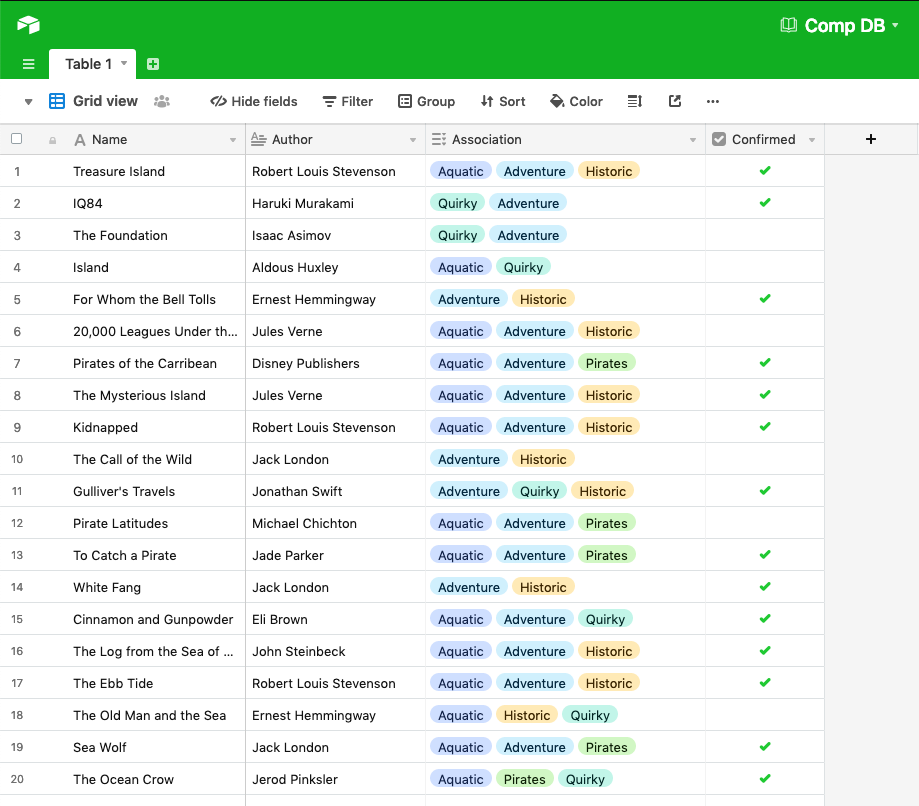 Comp DB
Table 1
Grid view Hide fields Filter Group Sort Color
Name Author Association Confirmed
1 Treasure Island Robert Louis Stevenson Aquatic Adventure Historic
2 IQ84 Haruki Murakami Quirky Adventure
3 The Foundation Isaac Asimov Quirky Adventure
4 Island Aldous Huxley Aquatic Quirky
5 For Whom the Bell Tolls Ernest Hemmingway Adventure Historic
6 20,000 Leagues Under th... Jules Verne Aquatic Adventure Historic
7 Pirates of the Carribean Disney Publishers Aquatic Adventure Pirates
8 The Mysterious Island Jules Verne Aquatic Adventure Historic
9 Kidnapped Robert Louis Stevenson Aquatic Adventure Historic
10 The Call of the Wild Jack London Adventure Historic
11 Gulliver's Travels Jonathan Swift Adventure Quirky Historic
12 Pirate Latitudes Michael Chichton Aquatic Adventure Pirates
13 To Catch a Pirate Jade Parker Aquatic Adventure Pirates
14 White Fang Jack London Adventure Historic
15 Cinnamon and Gunpowder Eli Brown Aquatic Adventure Quirky
16 The Log from the Sea of ... John Steinbeck Aquatic Adventure Historic
17 The Ebb Tide Robert Louis Stevenson Aquatic Adventure Historic
18 The Old Man and the Sea Ernest Hemmingway Aquatic Historic Quirky
19 Sea Wolf Jack London Aquatic Adventure Pirates
20 The Ocean Crow Jerod Pinksler Aquatic Pirates Quirky